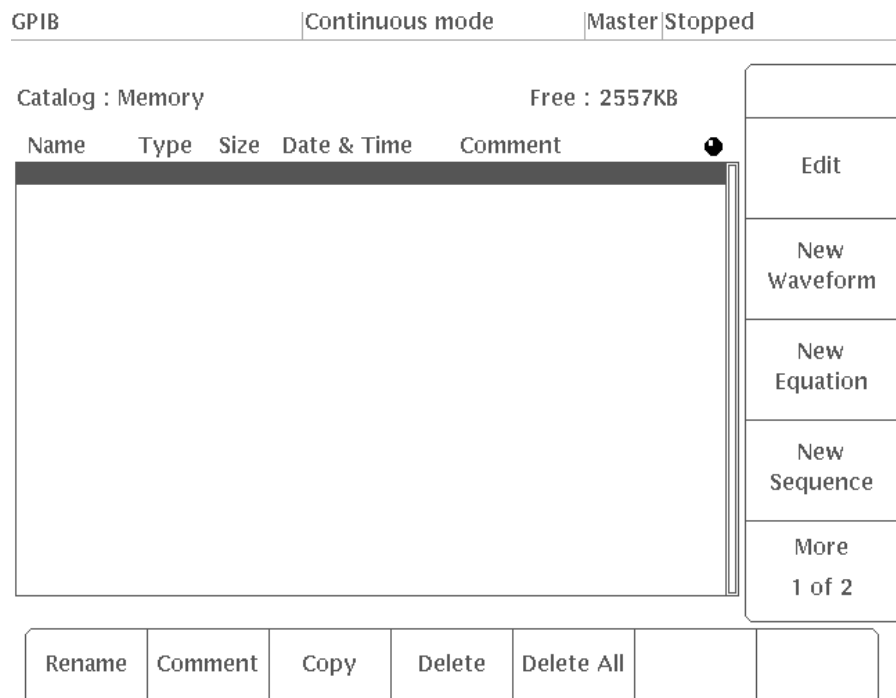 GPIB Continuous mode Master Stopped
Catalog : Memory Free : 2557KB
Name Type Size Date & Time Comment
Edit
New
Waveform
New
Equation
New
Sequence
More
1 of 2
Rename Comment Copy Delete Delete All